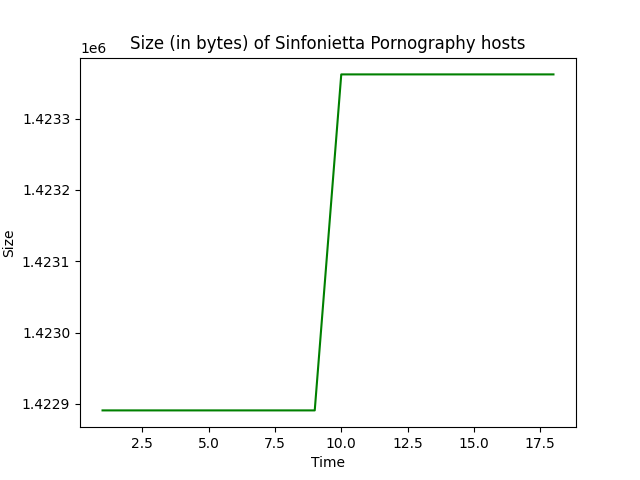 Size (in bytes) of Sinfonietta Pornography hosts
1e6
1.4233
1.4232
1.4231
1.4230
1.4229
Size
2.5 5.0 7.5 10.0 12.5 15.0 17.5
Time